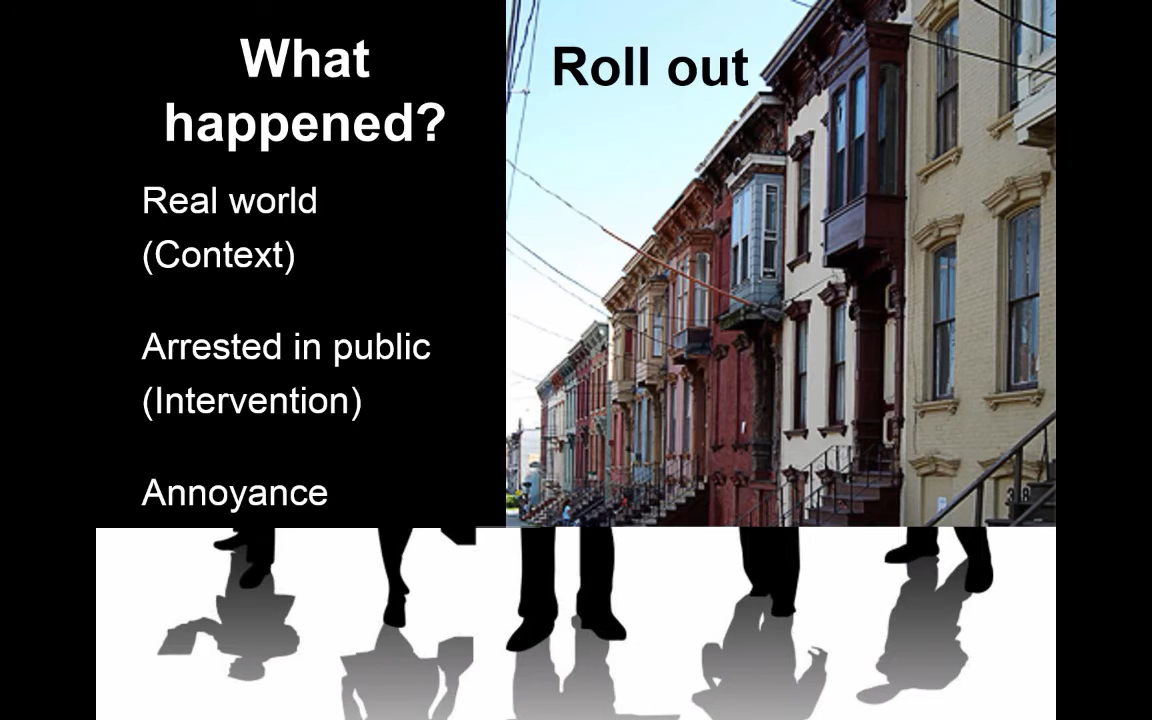 What
happened?
Real world
(Context)
Arrested in public
(Intervention)
Annoyance
Roll out